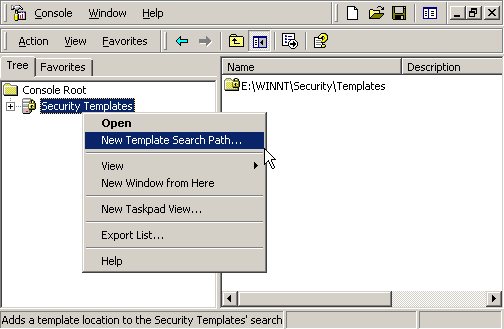 Console Window Help
Action View Favorites
Tree Favorites
Name Description
Console Root
E:\WINNT\Security\Templates
Security Templates
Open
New Template Search Path...
View
New Window from Here
New Taskpad View...
Export List...
Help
Adds a template location to the Security Templates' search